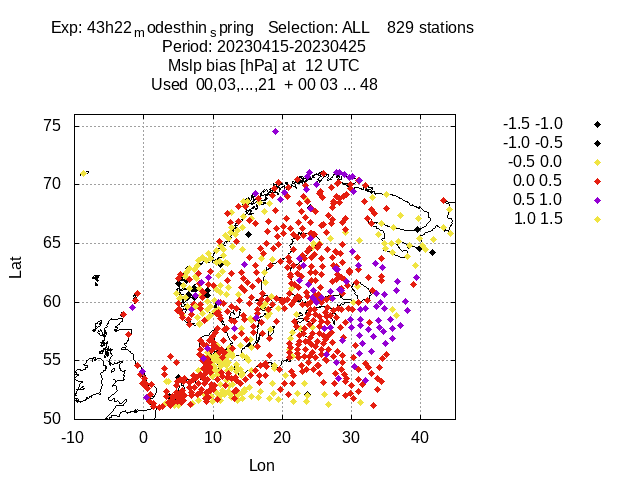 Exp: 43h22modesthinspring Selection: ALL 829 stations
Period: 20230415-20230425
Mslp bias [hPa] at 12 UTC
Used 00,03,...,21 + 00 03 ... 48
-1.5 -1.0
-1.0 -0.5
-0.5 0.0
0.0 0.5
0.5 1.0
1.0 1.5
75
70
65
60
55
50
Lat
-10 0 10 20 30 40
Lon